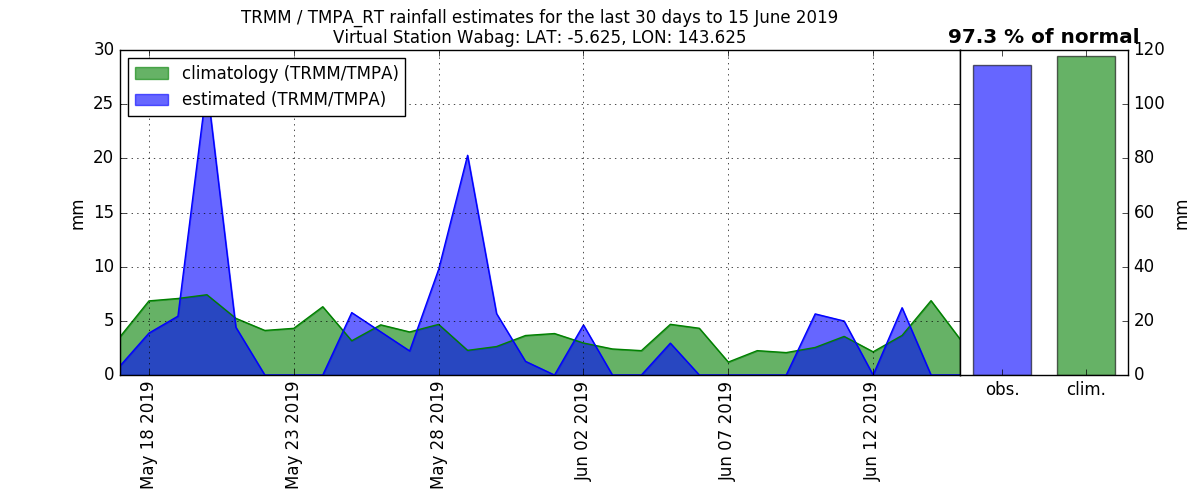 TRMM / TMPA_RT rainfall estimates for the last 30 days to 15 June 2019
Virtual Station Wabag: LAT: -5.625, LON: 143.625
97.3 % of normal
climatology (TRMM/TMPA)
estimated (TRMM/TMPA)
30
25
20
15
10
5
0
mm
May 18 2019
May 23 2019
May 28 2019
Jun 02 2019
Jun 07 2019
Jun 12 2019
obs.
clim.
120
100
80
60
40
20
0
mm